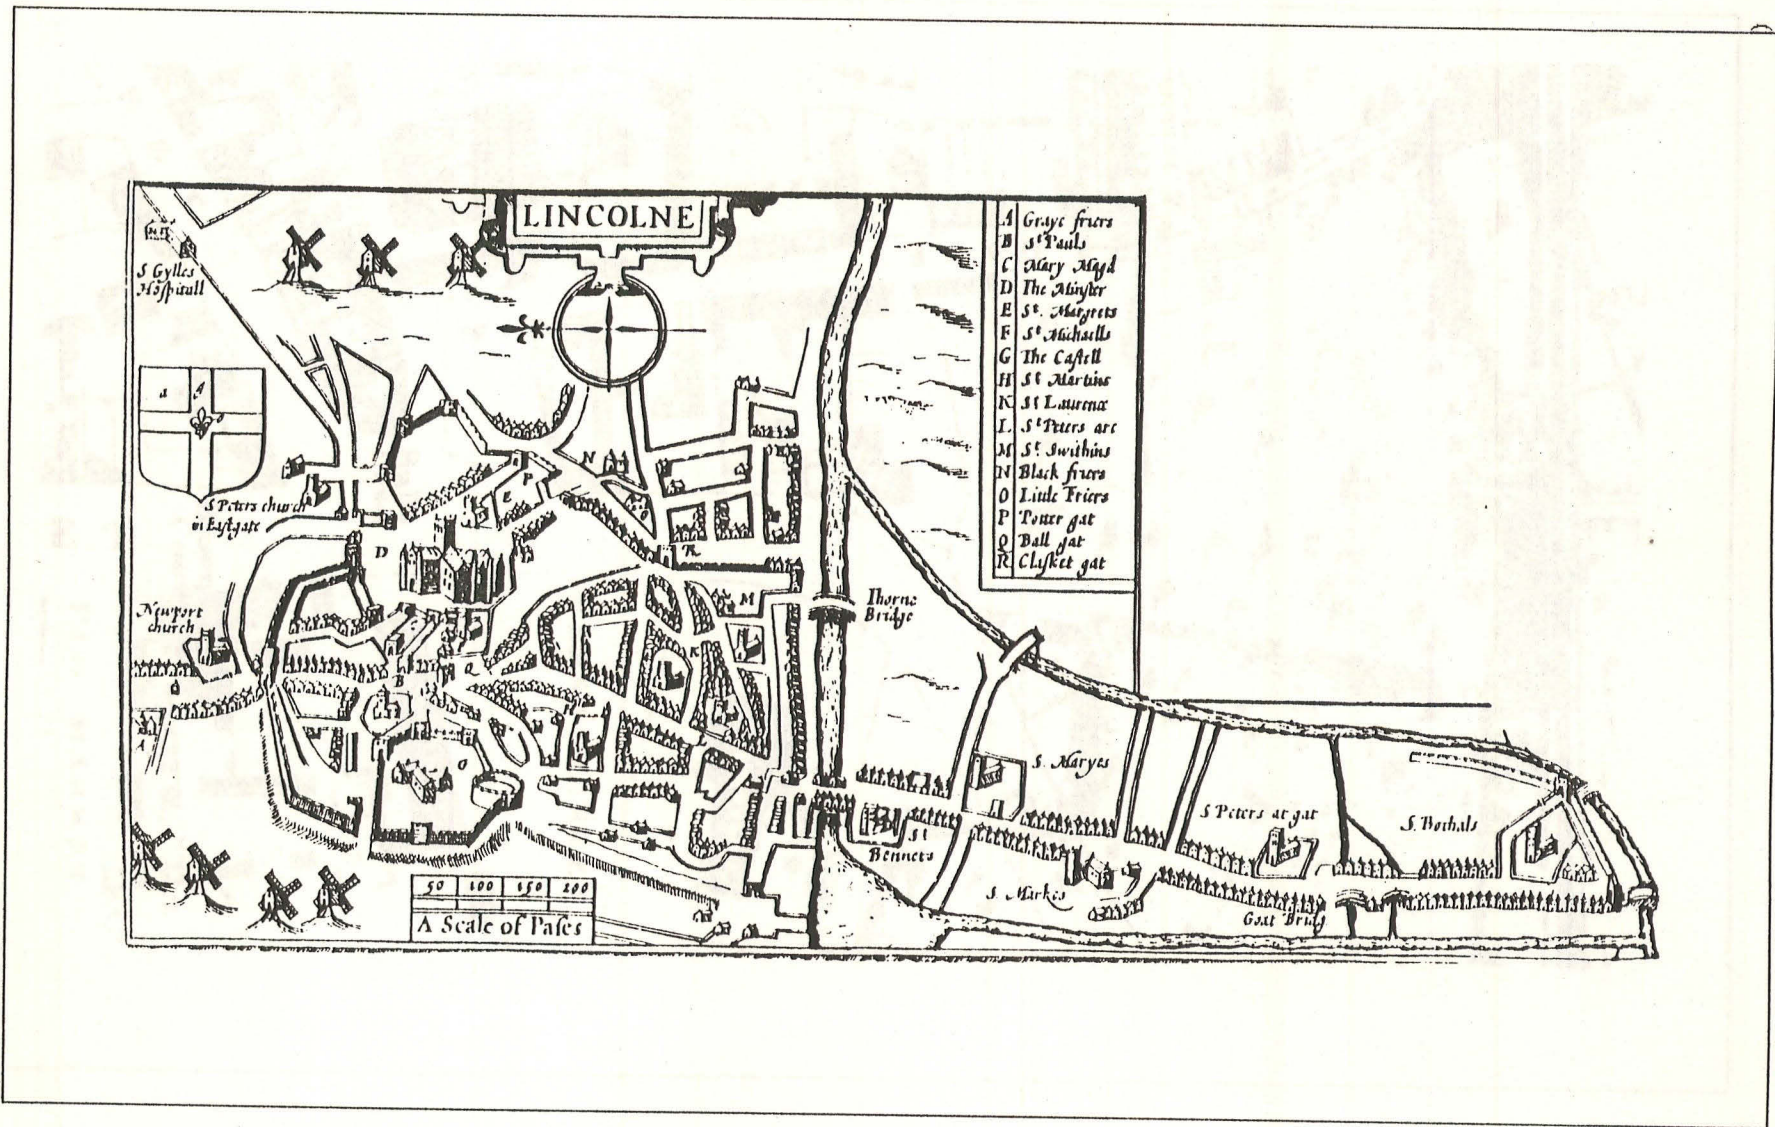 LINCOLNE
S Gylles
Hospitall
a
S Peters church
in Eastgate
Newport
church
Thorne
Bridge
A Graye friers
B St Pauls
C Mary Magd
D The Minster
E St. Margrets
F St Michaells
G The Castell
H St Martins
K St Laurence
L St Peters arc
M St. Swithins
N Black friers
O Litle Friers
P Potter gat
Q Ball gat
R Clasket gat
N
P
E
O
R
D
M
K
Q
B
H
L
A
G
S. Maryes
St
Bennets
S. Markes
S Peters at gat
S. Bothals
Goat Bridg
50 100 150 200
A Scale of Pases